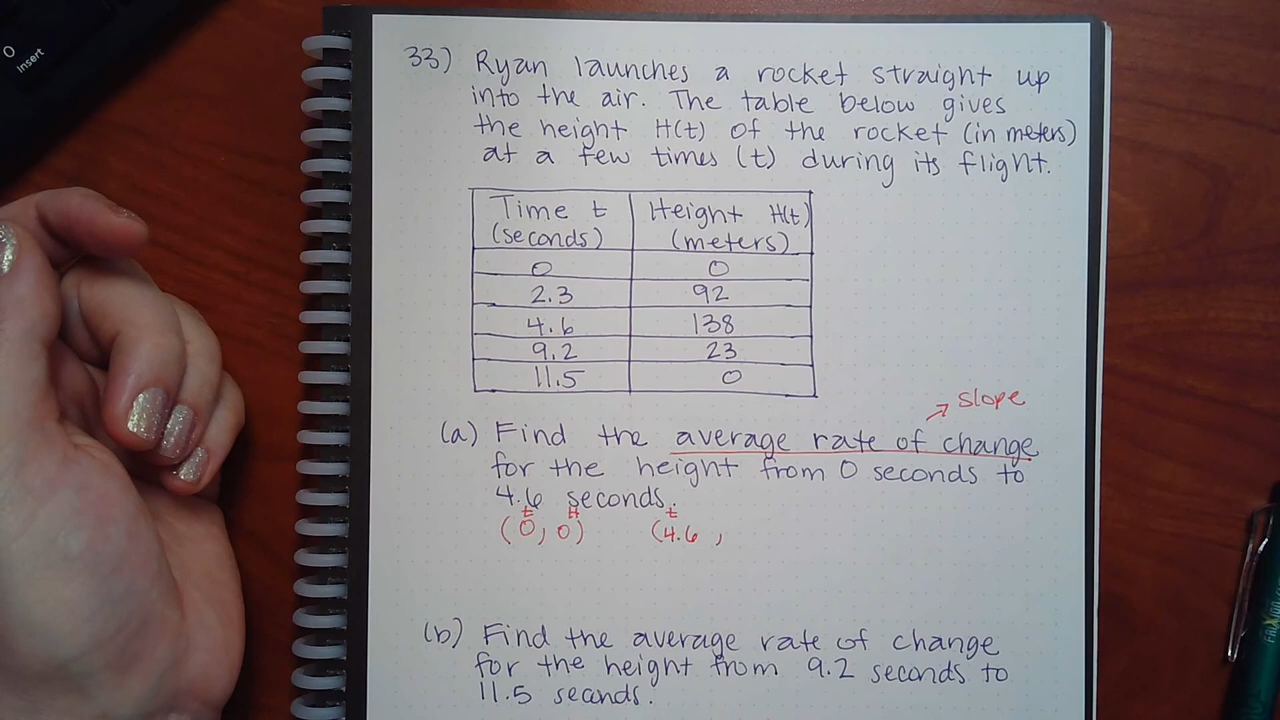 0
Insert
33) Ryan launches a rocket straight up
into the air. The table below gives
the height H(t) of the rocket (in meters)
at a few times (t) during its flight.
Time t Height H(t)
(seconds) (meters)
0 0
2.3 92
4.6 138
9.2 23
11.5 0
slope
(a) Find the average rate of change
for the height from 0 seconds to
4.6 seconds.
t H t
(0, 0) (4.6 ,
(b) Find the average rate of change
for the height from 9.2 seconds to
11.5 seconds.